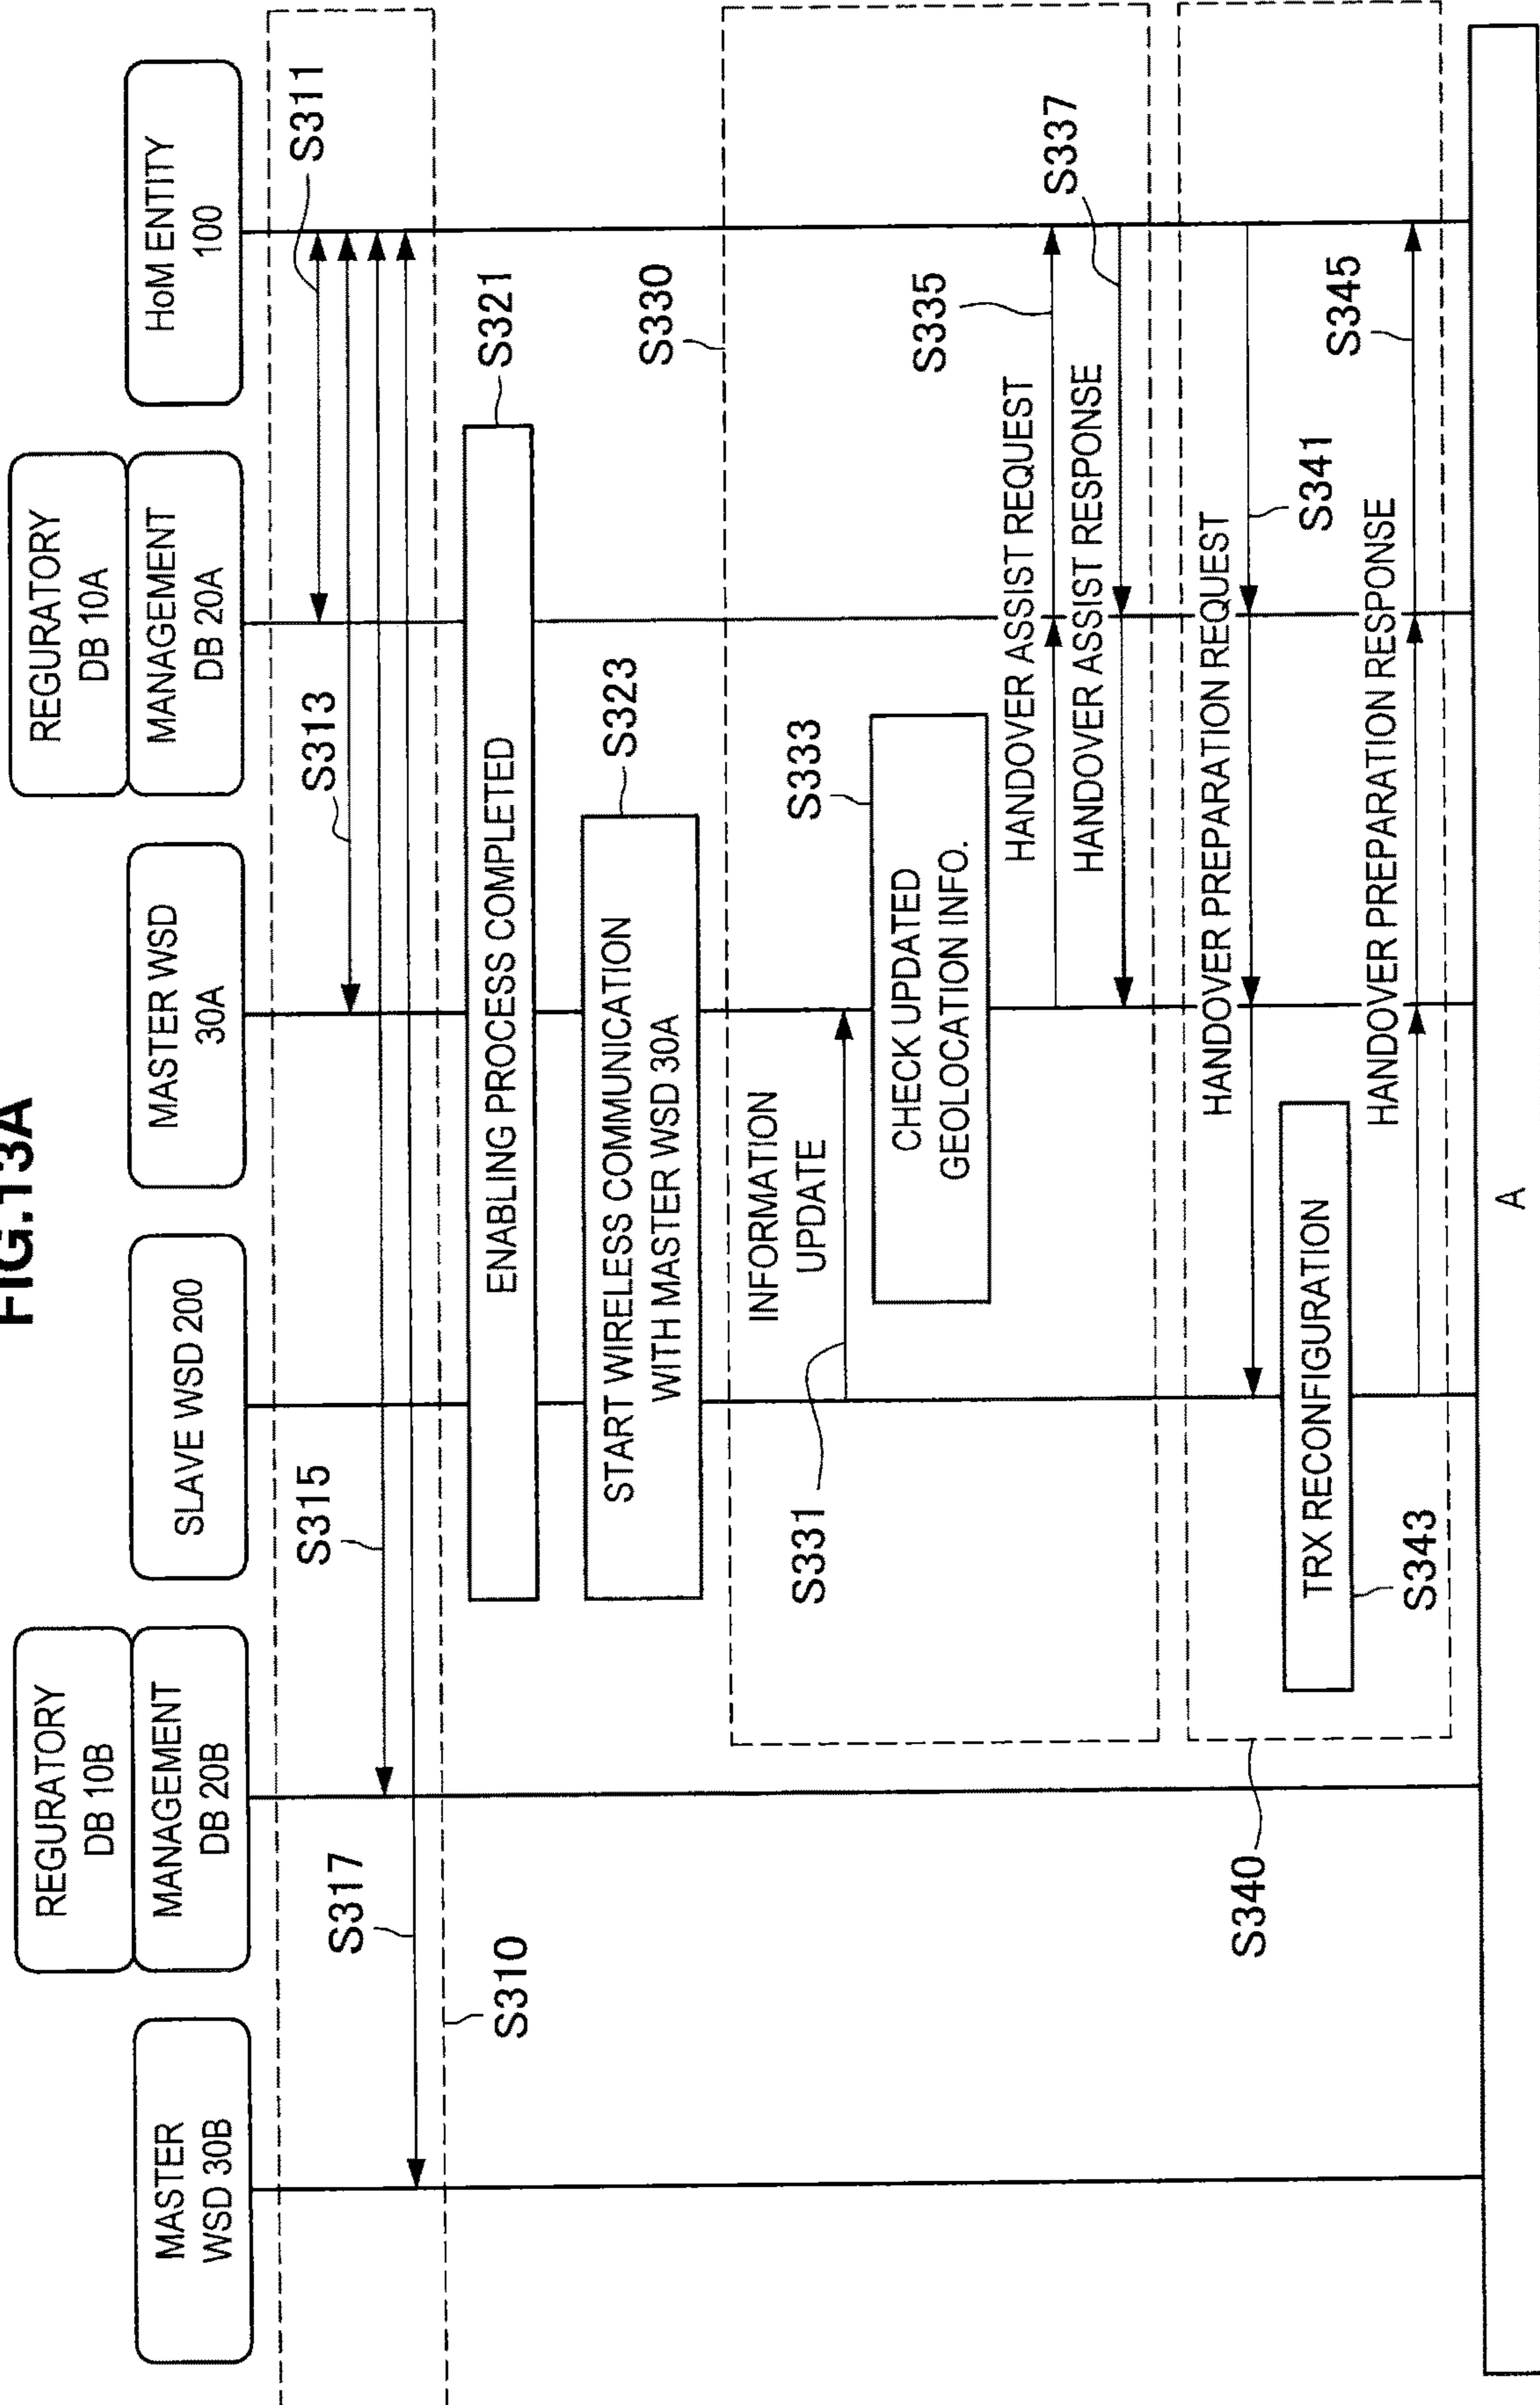 FIG.13A
MASTER
WSD 30B
REGURATORY
DB 10B
MANAGEMENT
DB 20B
SLAVE WSD 200
MASTER WSD
30A
REGURATORY
DB 10A
MANAGEMENT
DB 20A
HoM ENTITY
100
S311
S313
S315
S317
S310
ENABLING PROCESS COMPLETED
S321
START WIRELESS COMMUNICATION
WITH MASTER WSD 30A
S323
S330
INFORMATION
UPDATE
S331
CHECK UPDATED
GEOLOCATION INFO.
S333
HANDOVER ASSIST REQUEST
S335
HANDOVER ASSIST RESPONSE
S337
S340
HANDOVER PREPARATION REQUEST
S341
TRX RECONFIGURATION
S343
HANDOVER PREPARATION RESPONSE
S345
A